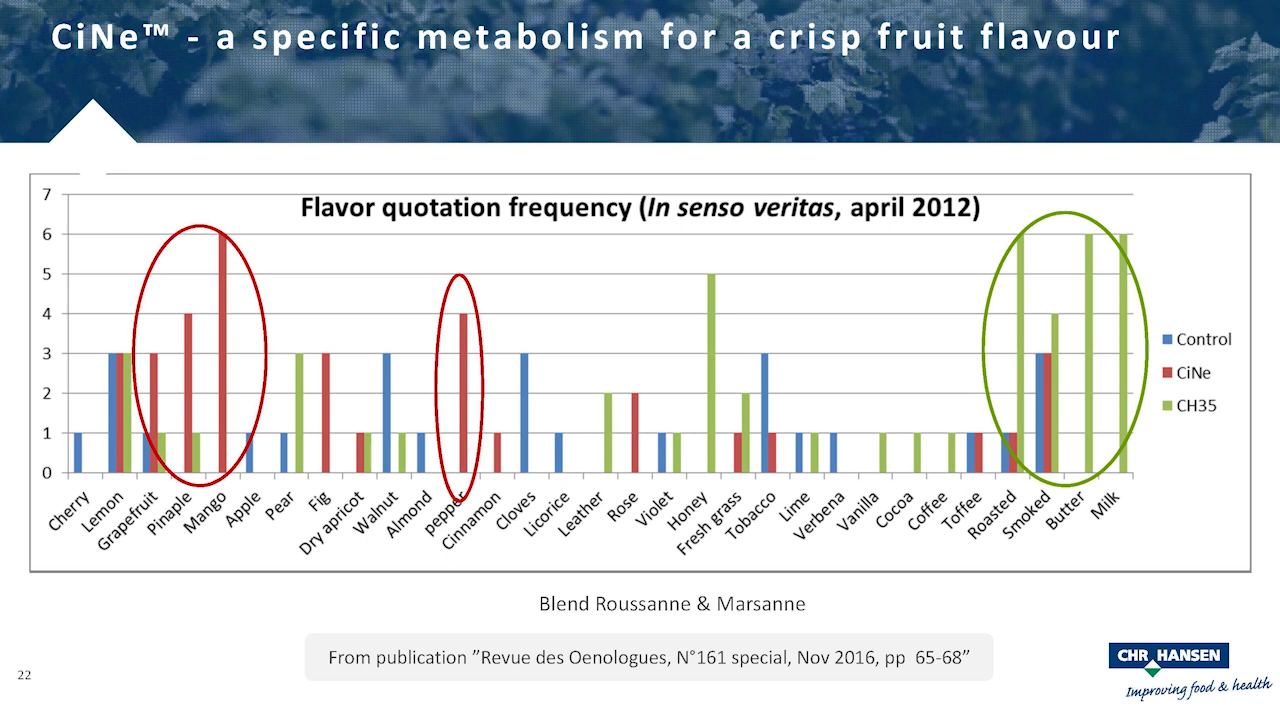 CiNe™ - a specific metabolism for a crisp fruit flavour
Flavor quotation frequency (In senso veritas, april 2012)
7
6
5
4
3
2
1
0
Cherry
Lemon
Grapefruit
Pinaple
Mango
Apple
Pear
Fig
Dry apricot
Walnut
Almond
pepper
Cinnamon
Cloves
Licorice
Leather
Rose
Violet
Honey
Fresh grass
Tobacco
Lime
Verbena
Vanilla
Cocoa
Coffee
Toffee
Roasted
Smoked
Butter
Milk
Control
CiNe
CH35
Blend Roussanne & Marsanne
From publication ”Revue des Oenologues, N°161 special, Nov 2016, pp 65-68”
22
CHR HANSEN
Improving food & health